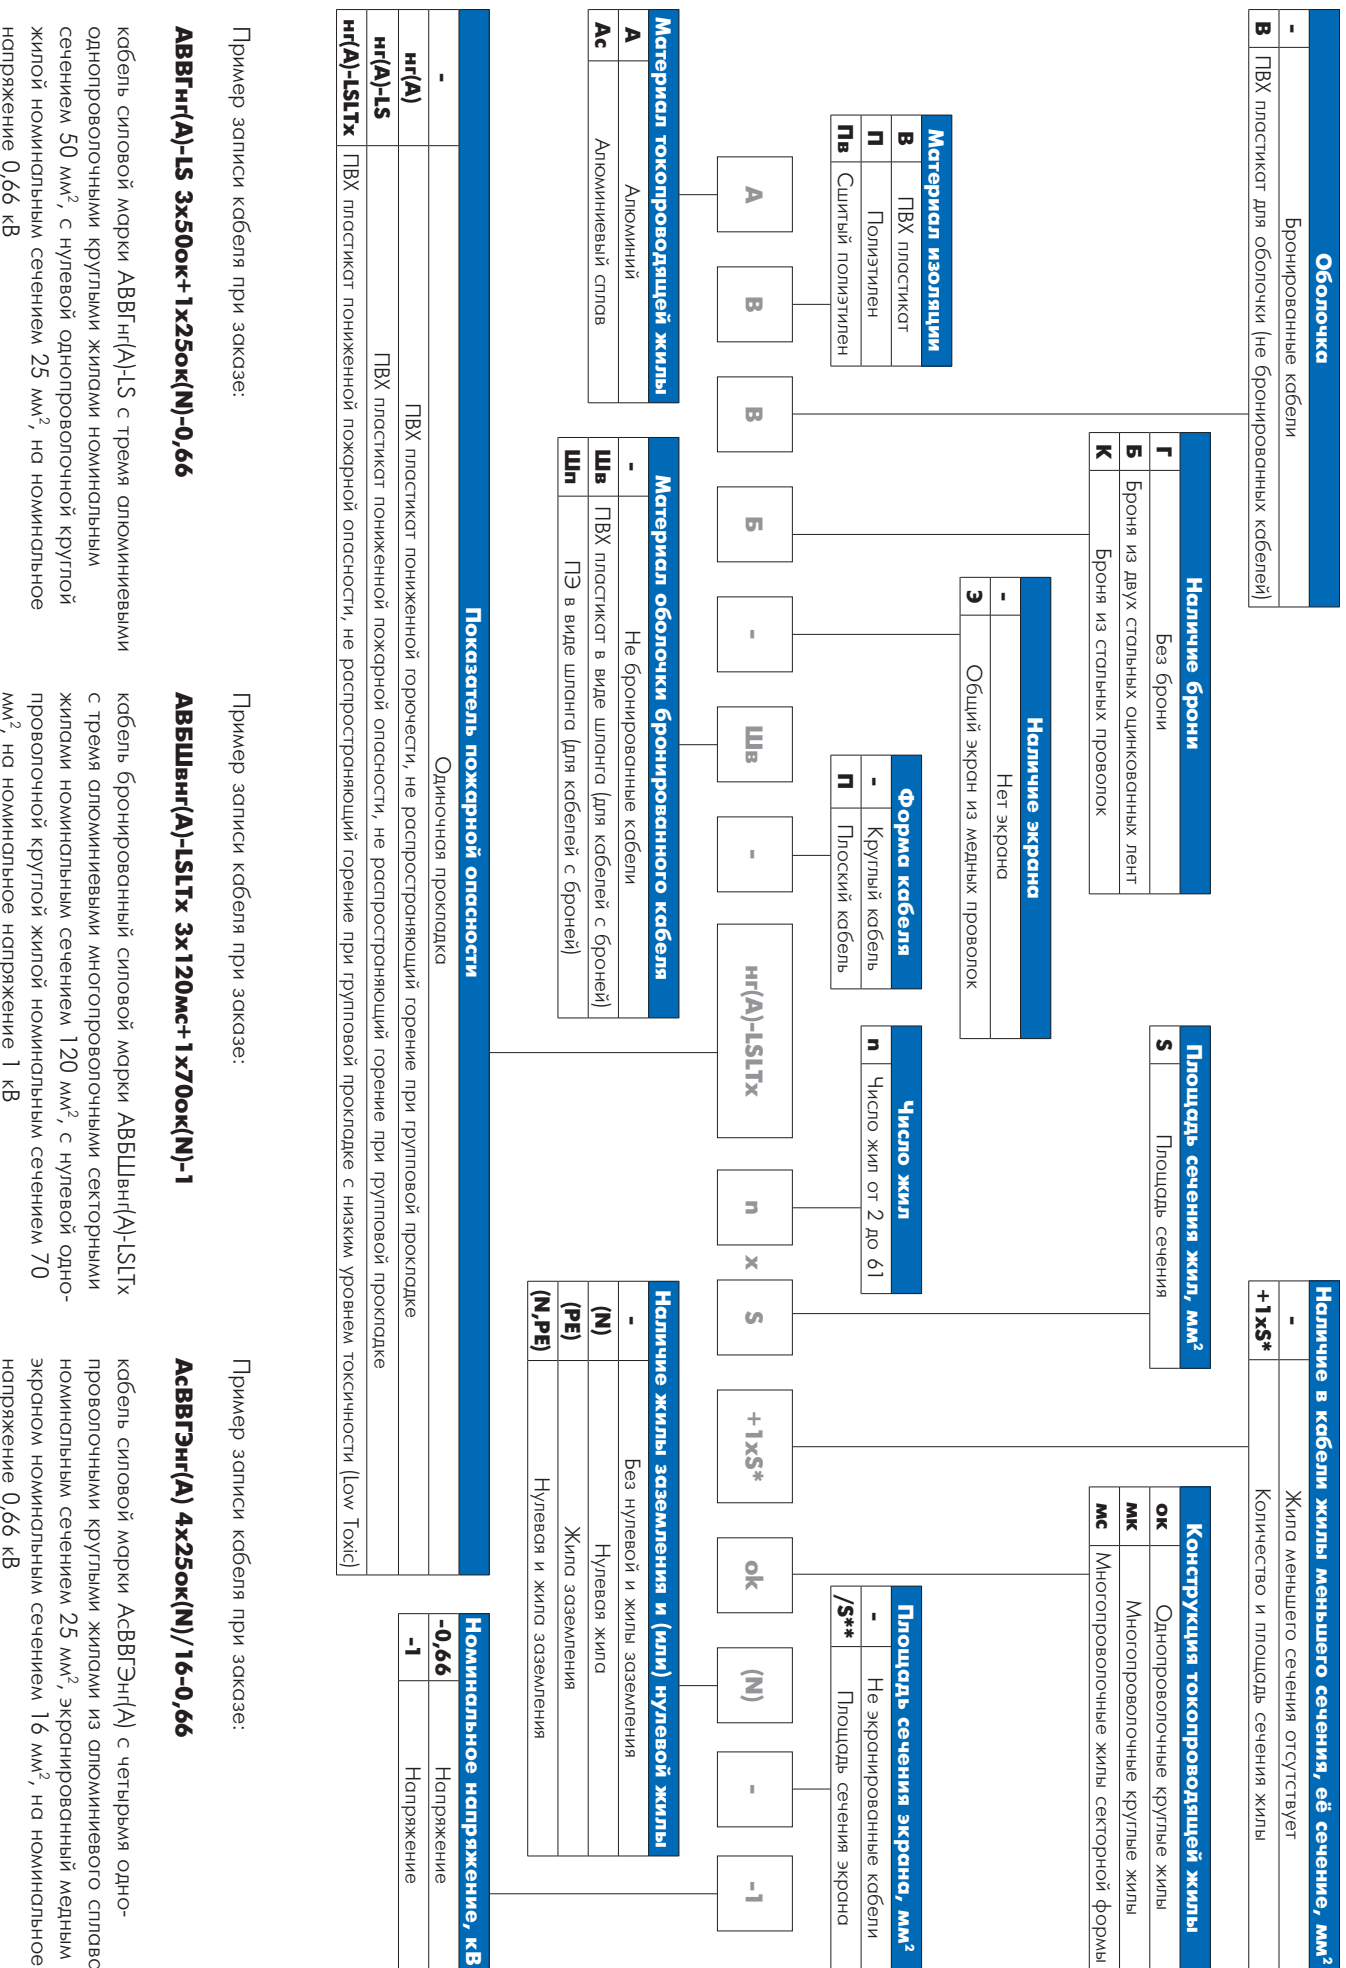 Оболочка
- Бронированные кабели
В ПВХ пластикат для оболочки (не бронированных кабелей)
Наличие в кабели жилы меньшего сечения, её сечение, мм²
- Жила меньшего сечения отсутствует
+1xS* Количество и площадь сечения жилы
Наличие брони
Г Без брони
Б Броня из двух стальных оцинкованных лент
К Броня из стальных проволок
Площадь сечения жил, мм²
S Площадь сечения
Конструкция токопроводящей жилы
ок Однопроволочные круглые жилы
мк Многопроволочные круглые жилы
мс Многопроволочные жилы секторной формы
Наличие экрана
- Нет экрана
Э Общий экран из медных проволок
Материал изоляции
В ПВХ пластикат
П Полиэтилен
Пв Сшитый полиэтилен
Форма кабеля
- Круглый кабель
П Плоский кабель
Число жил
n Число жил от 2 до 61
Площадь сечения экрана, мм²
- Не экранированные кабели
/S** Площадь сечения экрана
А В В Б - Шв - нг(А)-LSLTx n x S +1xS* ok (N) - -1
Материал токопроводящей жилы
А Алюминий
Ас Алюминиевый сплав
Материал оболочки бронированного кабеля
- Не бронированные кабели
Шв ПВХ пластикат в виде шланга (для кабелей с броней)
Шп ПЭ в виде шланга (для кабелей с броней)
Наличие жилы заземления и (или) нулевой жилы
- Без нулевой и жилы заземления
(N) Нулевая жила
(PE) Жила заземления
(N,PE) Нулевая и жила заземления
Показатель пожарной опасности
- Одиночная прокладка
нг(А) ПВХ пластикат пониженной горючести, не распространяющий горение при групповой прокладке
нг(А)-LS ПВХ пластикат пониженной пожарной опасности, не распространяющий горение при групповой прокладке
нг(А)-LSLTx ПВХ пластикат пониженной пожарной опасности, не распространяющий горение при групповой прокладке с низким уровнем токсичности (Low Toxic)
Номинальное напряжение, кВ
-0,66 Напряжение
-1 Напряжение
Пример записи кабеля при заказе:
АВВГнг(А)-LS 3х50ок+1х25ок(N)-0,66
кабель силовой марки АВВГнг(А)-LS с тремя алюминиевыми
однопроволочными круглыми жилами номинальным
сечением 50 мм², с нулевой однопроволочной круглой
жилой номинальным сечением 25 мм², на номинальное
напряжение 0,66 кВ
Пример записи кабеля при заказе:
АВБШвнг(А)-LSLTx 3х120мс+1х70ок(N)-1
кабель бронированный силовой марки АВБШвнг(А)-LSLTx
с тремя алюминиевыми многопроволочными секторными
жилами номинальным сечением 120 мм², с нулевой одно-
проволочной круглой жилой номинальным сечением 70
мм², на номинальное напряжение 1 кВ
Пример записи кабеля при заказе:
АсВВГЭнг(А) 4х25ок(N)/16-0,66
кабель силовой марки АсВВГЭнг(А) с четырьмя одно-
проволочными круглыми жилами из алюминиевого сплава
номинальным сечением 25 мм², экранированный медным
экраном номинальным сечением 16 мм², на номинальное
напряжение 0,66 кВ